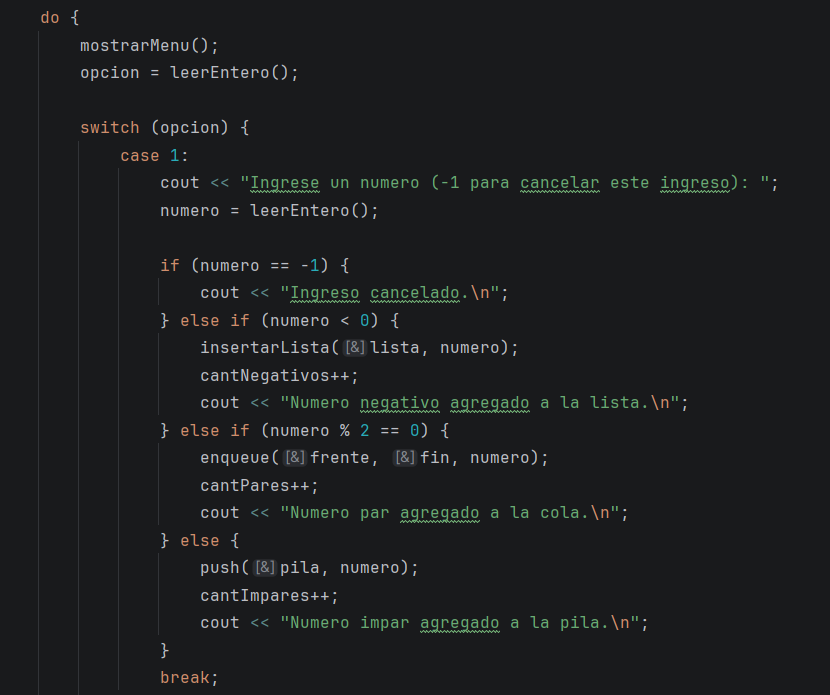 do {
mostrarMenu();
opcion = leerEntero();
switch (opcion) {
case 1:
cout << "Ingrese un numero (-1 para cancelar este ingreso): ";
numero = leerEntero();
if (numero == -1) {
cout << "Ingreso cancelado.\n";
} else if (numero < 0) {
insertarLista([&]lista, numero);
cantNegativos++;
cout << "Numero negativo agregado a la lista.\n";
} else if (numero % 2 == 0) {
enqueue([&]frente, [&]fin, numero);
cantPares++;
cout << "Numero par agregado a la cola.\n";
} else {
push([&]pila, numero);
cantImpares++;
cout << "Numero impar agregado a la pila.\n";
}
break;